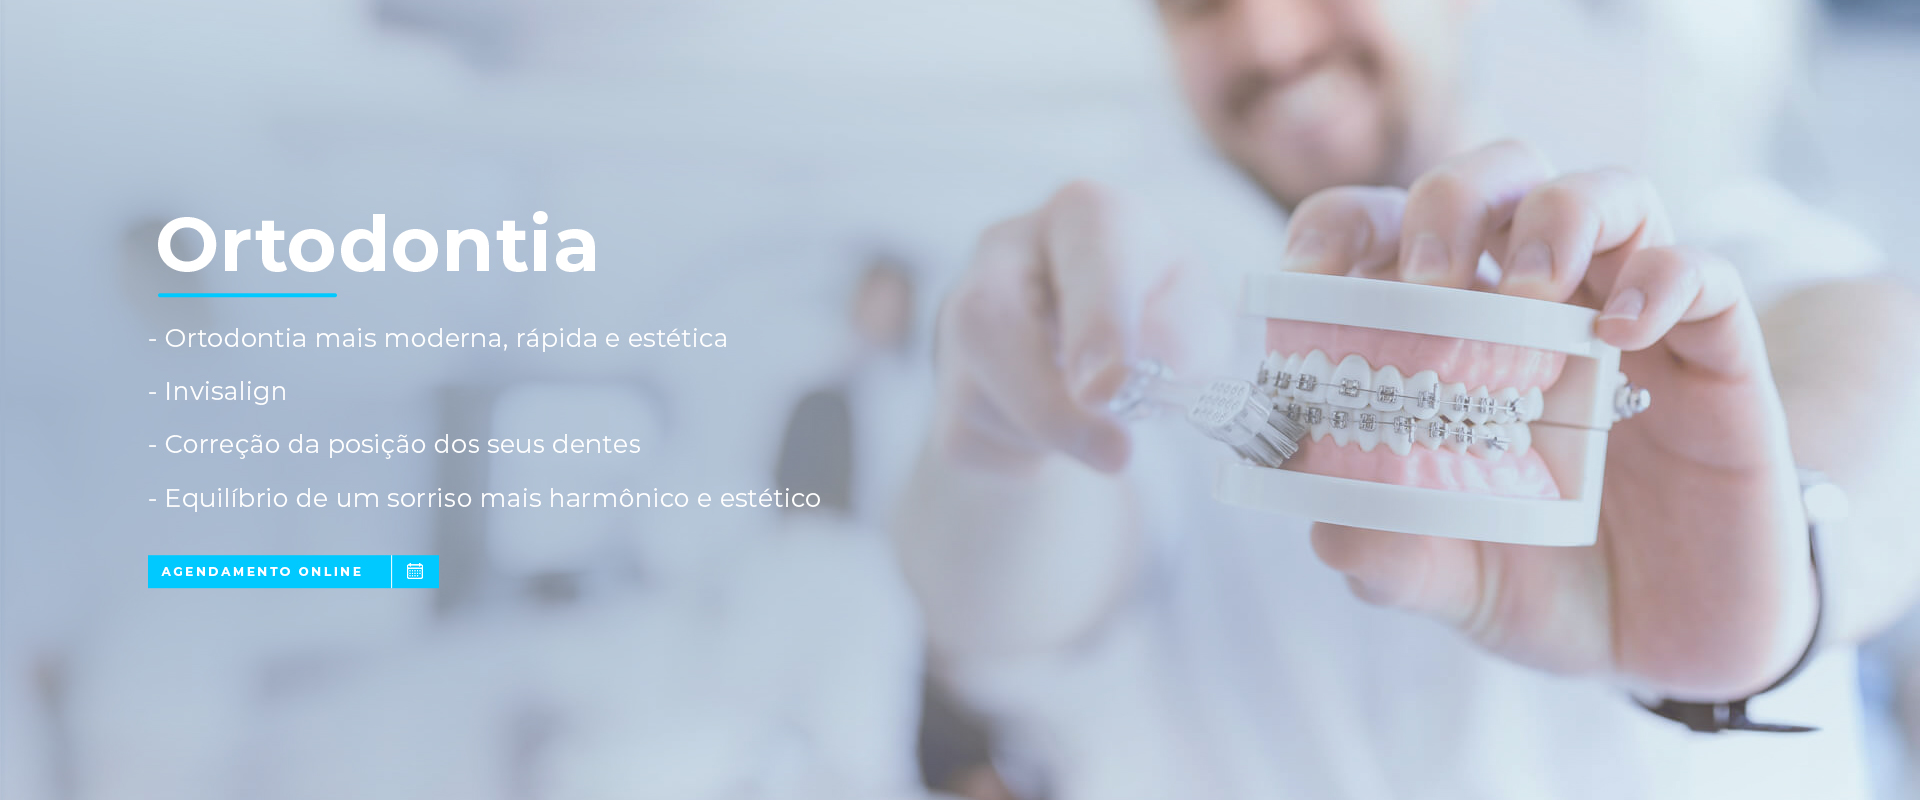 Ortodontia
- Ortodontia mais moderna, rápida e estética
- Invisalign
- Correção da posição dos seus dentes
- Equilíbrio de um sorriso mais harmônico e estético
AGENDAMENTO ONLINE